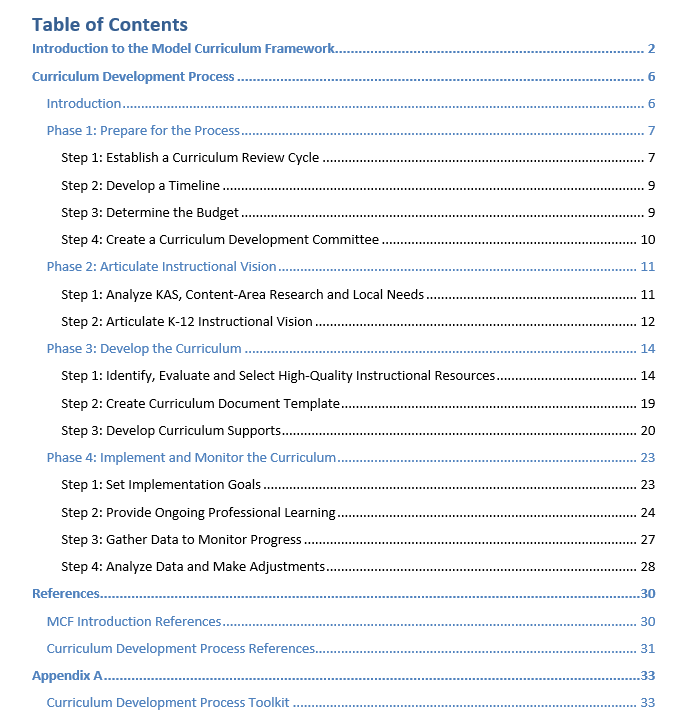 Table of Contents
Introduction to the Model Curriculum Framework.......... 2
Curriculum Development Process .......... 6
Introduction.......... 6
Phase 1: Prepare for the Process.......... 7
Step 1: Establish a Curriculum Review Cycle .......... 7
Step 2: Develop a Timeline .......... 9
Step 3: Determine the Budget .......... 9
Step 4: Create a Curriculum Development Committee .......... 10
Phase 2: Articulate Instructional Vision .......... 11
Step 1: Analyze KAS, Content-Area Research and Local Needs .......... 11
Step 2: Articulate K-12 Instructional Vision .......... 12
Phase 3: Develop the Curriculum .......... 14
Step 1: Identify, Evaluate and Select High-Quality Instructional Resources.......... 14
Step 2: Create Curriculum Document Template.......... 19
Step 3: Develop Curriculum Supports.......... 20
Phase 4: Implement and Monitor the Curriculum.......... 23
Step 1: Set Implementation Goals .......... 23
Step 2: Provide Ongoing Professional Learning .......... 24
Step 3: Gather Data to Monitor Progress .......... 27
Step 4: Analyze Data and Make Adjustments.......... 28
References..........30
MCF Introduction References.......... 30
Curriculum Development Process References.......... 31
Appendix A..........33
Curriculum Development Process Toolkit .......... 33